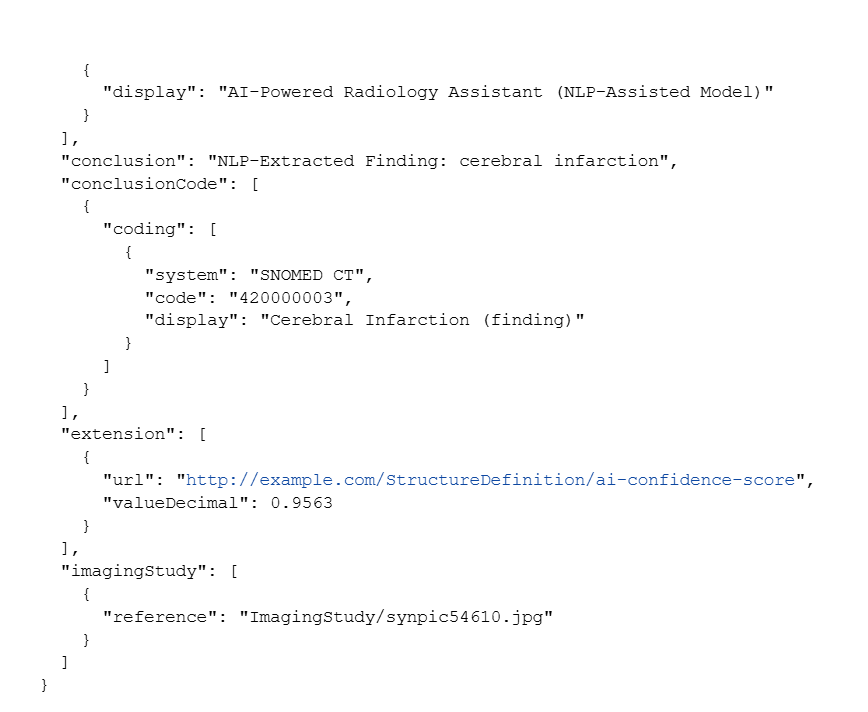 {
"display": "AI-Powered Radiology Assistant (NLP-Assisted Model)"
}
],
"conclusion": "NLP-Extracted Finding: cerebral infarction",
"conclusionCode": [
{
"coding": [
{
"system": "SNOMED CT",
"code": "420000003",
"display": "Cerebral Infarction (finding)"
}
]
}
],
"extension": [
{
"url": "http://example.com/StructureDefinition/ai-confidence-score",
"valueDecimal": 0.9563
}
],
"imagingStudy": [
{
"reference": "ImagingStudy/synpic54610.jpg"
}
]
}